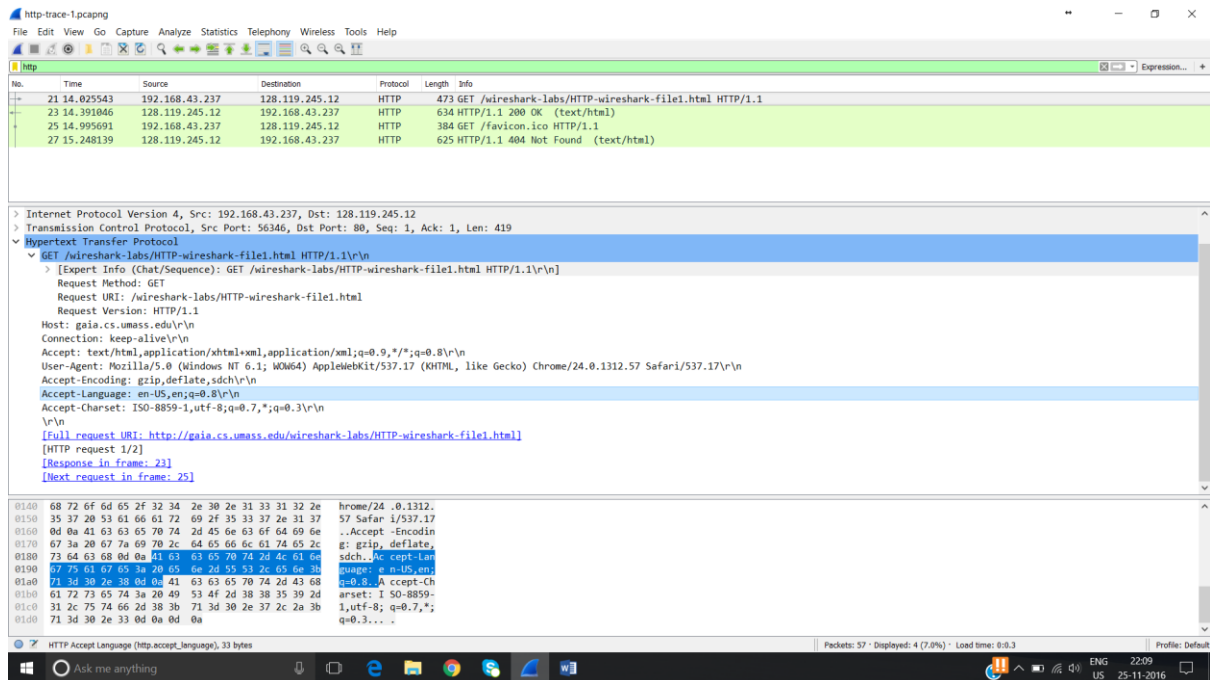 http-trace-1.pcapng
File Edit View Go Capture Analyze Statistics Telephony Wireless Tools Help
http Expression... +
No. Time Source Destination Protocol Length Info
21 14.025543 192.168.43.237 128.119.245.12 HTTP 473 GET /wireshark-labs/HTTP-wireshark-file1.html HTTP/1.1
23 14.391046 128.119.245.12 192.168.43.237 HTTP 634 HTTP/1.1 200 OK (text/html)
25 14.995691 192.168.43.237 128.119.245.12 HTTP 384 GET /favicon.ico HTTP/1.1
27 15.248139 128.119.245.12 192.168.43.237 HTTP 625 HTTP/1.1 404 Not Found (text/html)
> Internet Protocol Version 4, Src: 192.168.43.237, Dst: 128.119.245.12
> Transmission Control Protocol, Src Port: 56346, Dst Port: 80, Seq: 1, Ack: 1, Len: 419
Hypertext Transfer Protocol
GET /wireshark-labs/HTTP-wireshark-file1.html HTTP/1.1\r\n
> [Expert Info (Chat/Sequence): GET /wireshark-labs/HTTP-wireshark-file1.html HTTP/1.1\r\n]
Request Method: GET
Request URI: /wireshark-labs/HTTP-wireshark-file1.html
Request Version: HTTP/1.1
Host: gaia.cs.umass.edu\r\n
Connection: keep-alive\r\n
Accept: text/html,application/xhtml+xml,application/xml;q=0.9,*/*;q=0.8\r\n
User-Agent: Mozilla/5.0 (Windows NT 6.1; WOW64) AppleWebKit/537.17 (KHTML, like Gecko) Chrome/24.0.1312.57 Safari/537.17\r\n
Accept-Encoding: gzip,deflate,sdch\r\n
Accept-Language: en-US,en;q=0.8\r\n
Accept-Charset: ISO-8859-1,utf-8;q=0.7,*;q=0.3\r\n
\r\n
[Full request URI: http://gaia.cs.umass.edu/wireshark-labs/HTTP-wireshark-file1.html]
[HTTP request 1/2]
[Response in frame: 23]
[Next request in frame: 25]
0140 68 72 6f 6d 65 2f 32 34 2e 30 2e 31 33 31 32 2e hrome/24 .0.1312.
0150 35 37 20 53 61 66 61 72 69 2f 35 33 37 2e 31 37 57 Safar i/537.17
0160 0d 0a 41 63 63 65 70 74 2d 45 6e 63 6f 64 69 6e ..Accept -Encodin
0170 67 3a 20 67 7a 69 70 2c 64 65 66 6c 61 74 65 2c g: gzip, deflate,
0180 73 64 63 68 0d 0a 41 63 63 65 70 74 2d 4c 61 6e sdch..Ac cept-Lan
0190 67 75 61 67 65 3a 20 65 6e 2d 55 53 2c 65 6e 3b guage: e n-US,en;
01a0 71 3d 30 2e 38 0d 0a 41 63 63 65 70 74 2d 43 68 q=0.8..A ccept-Ch
01b0 61 72 73 65 74 3a 20 49 53 4f 2d 38 38 35 39 2d arset: I SO-8859-
01c0 31 2c 75 74 66 2d 38 3b 71 3d 30 2e 37 2c 2a 3b 1,utf-8; q=0.7,*;
01d0 71 3d 30 2e 33 0d 0a 0d 0a q=0.3... .
HTTP Accept Language (http.accept_language), 33 bytes Packets: 57 · Displayed: 4 (7.0%) · Load time: 0:0.3 Profile: Default
Ask me anything ENG 22:09
US 25-11-2016